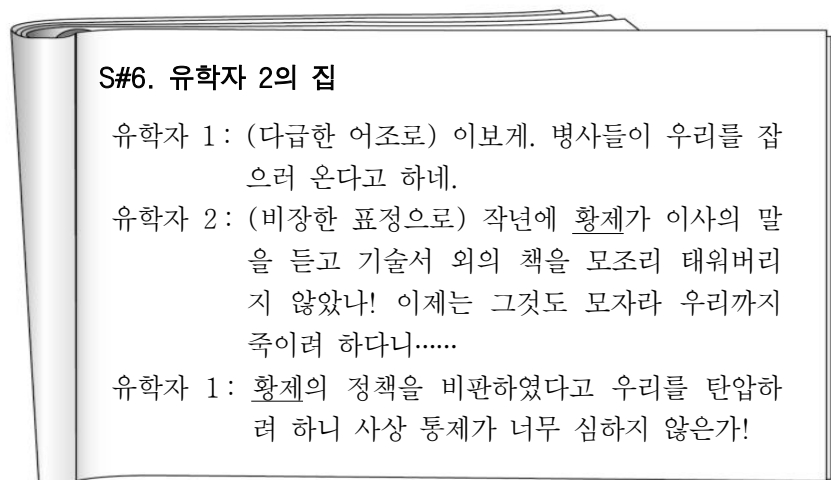 S#6. 유학자 2의 집
유학자 1: (다급한 어조로) 이보게. 병사들이 우리를 잡
으러 온다고 하네.
유학자 2: (비장한 표정으로) 작년에 황제가 이사의 말
을 듣고 기술서 외의 책을 모조리 태워버리
지 않았나! 이제는 그것도 모자라 우리까지
죽이려 하다니……
유학자 1: 황제의 정책을 비판하였다고 우리를 탄압하
려 하니 사상 통제가 너무 심하지 않은가!